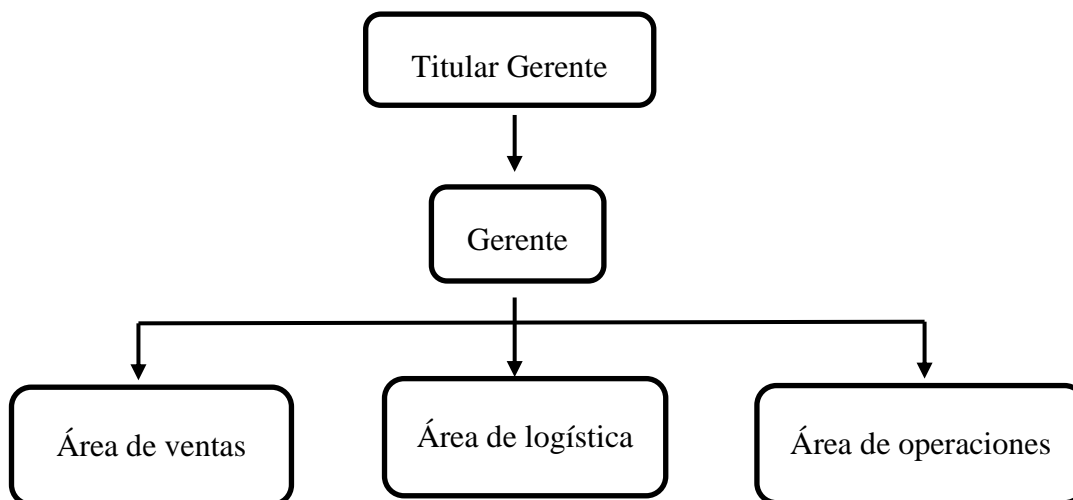 Titular Gerente
Gerente
Área de ventas
Área de logística
Área de operaciones